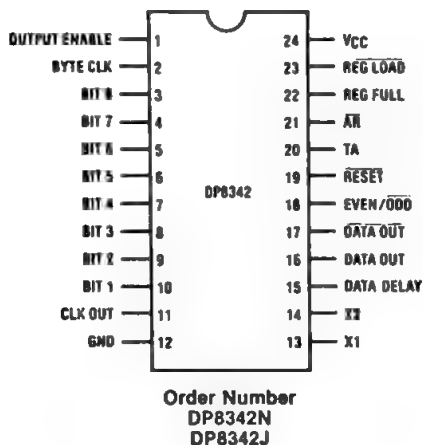 OUTPUT ENABLE 1 24 VCC
BYTE CLK 2 23 REG LOAD
BIT 8 3 22 REG FULL
BIT 7 4 21 AR
BIT 6 5 20 TA
BIT 5 6 19 RESET
DP8342
BIT 4 7 18 EVEN/ODD
BIT 3 8 17 DATA OUT
BIT 2 9 16 DATA OUT
BIT 1 10 15 DATA DELAY
CLK OUT 11 14 X2
GND 12 13 X1
Order Number
DP8342N
DP8342J